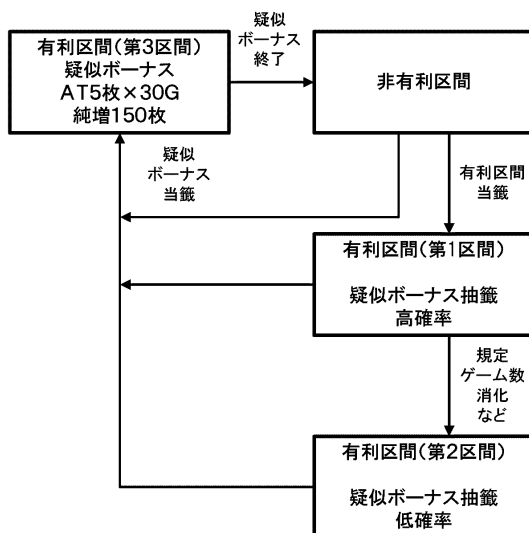 有利区間(第3区間)
疑似ボーナス
AT5枚×30G
純増150枚
疑似
ボーナス
終了
非有利区間
疑似
ボーナス
当籤
有利区間
当籤
有利区間(第1区間)
疑似ボーナス抽籤
高確率
規定
ゲーム数
消化
など
有利区間(第2区間)
疑似ボーナス抽籤
低確率